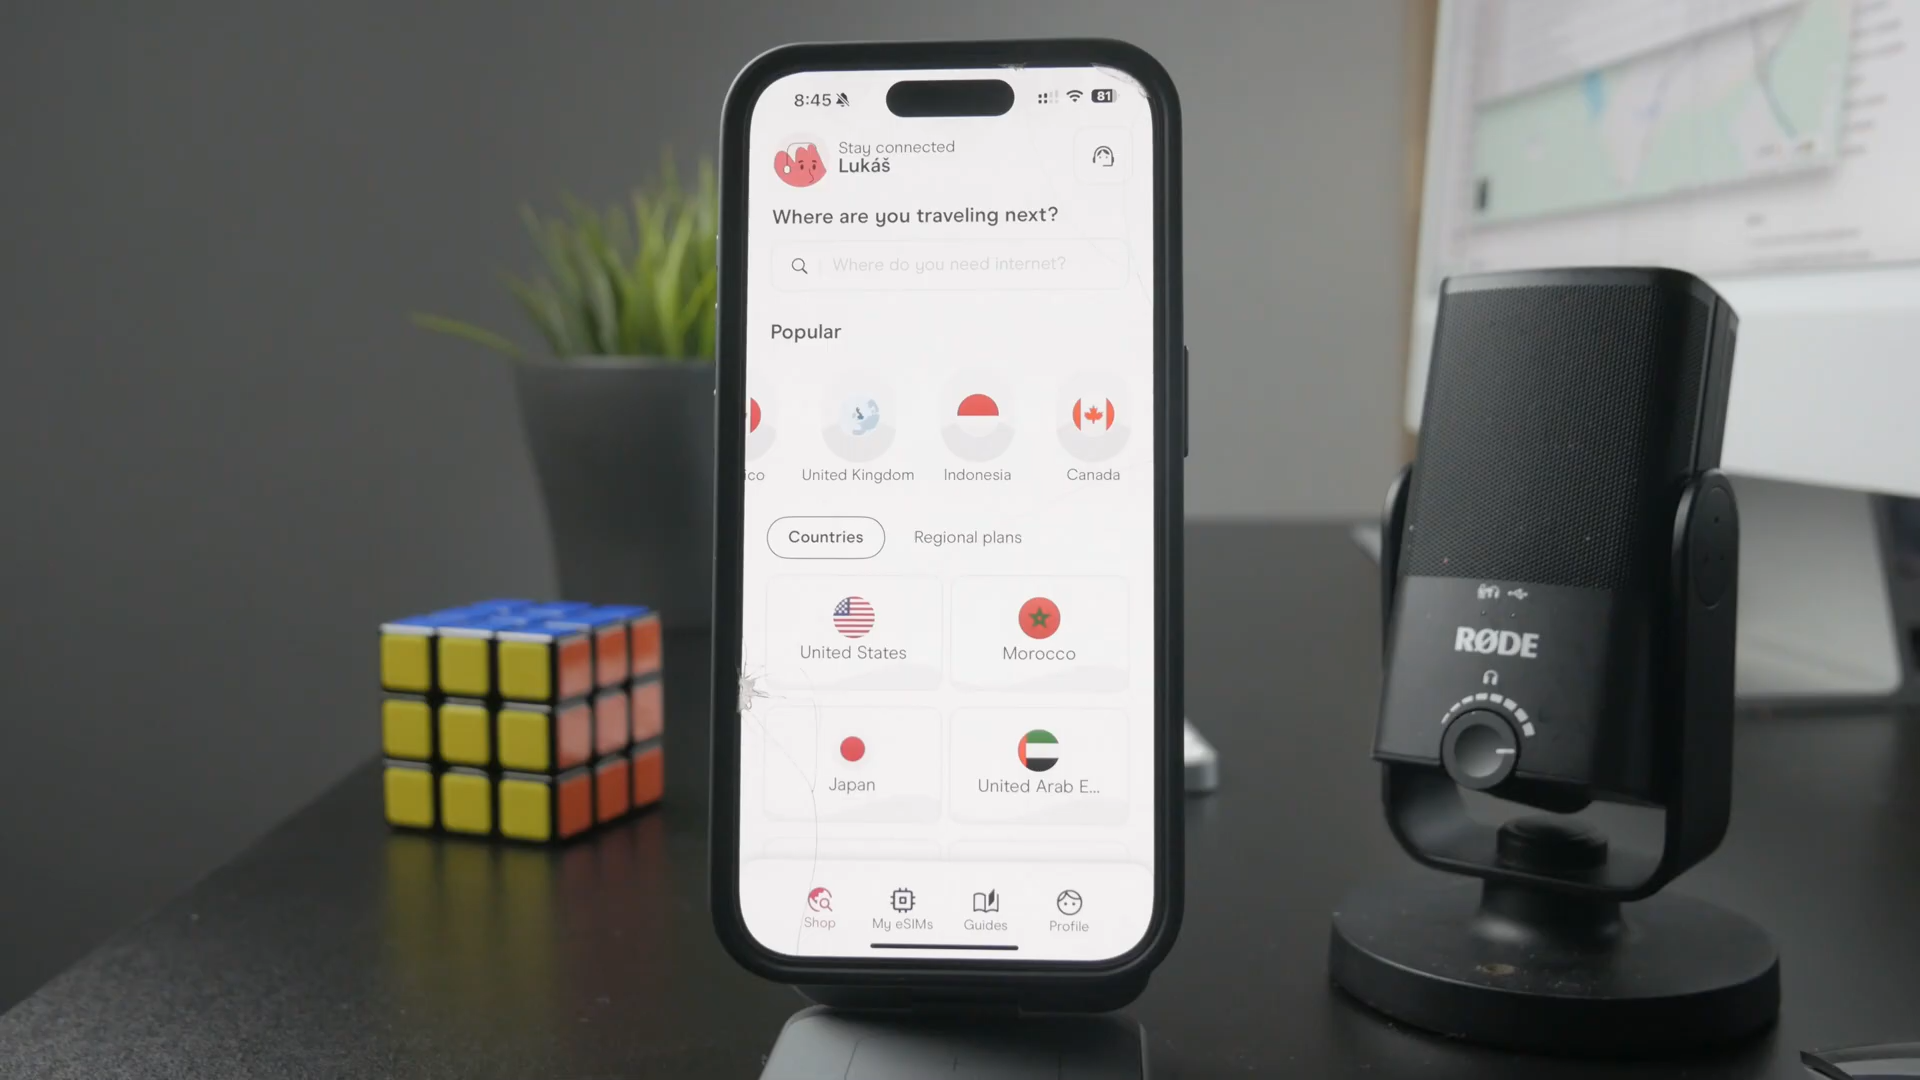 8:45
81
Stay connected
Lukáš
Where are you traveling next?
Where do you need internet?
Popular
ico
United Kingdom
Indonesia
Canada
Countries
Regional plans
United States
Morocco
Japan
United Arab E...
Shop
My eSIMs
Guides
Profile
RØDE